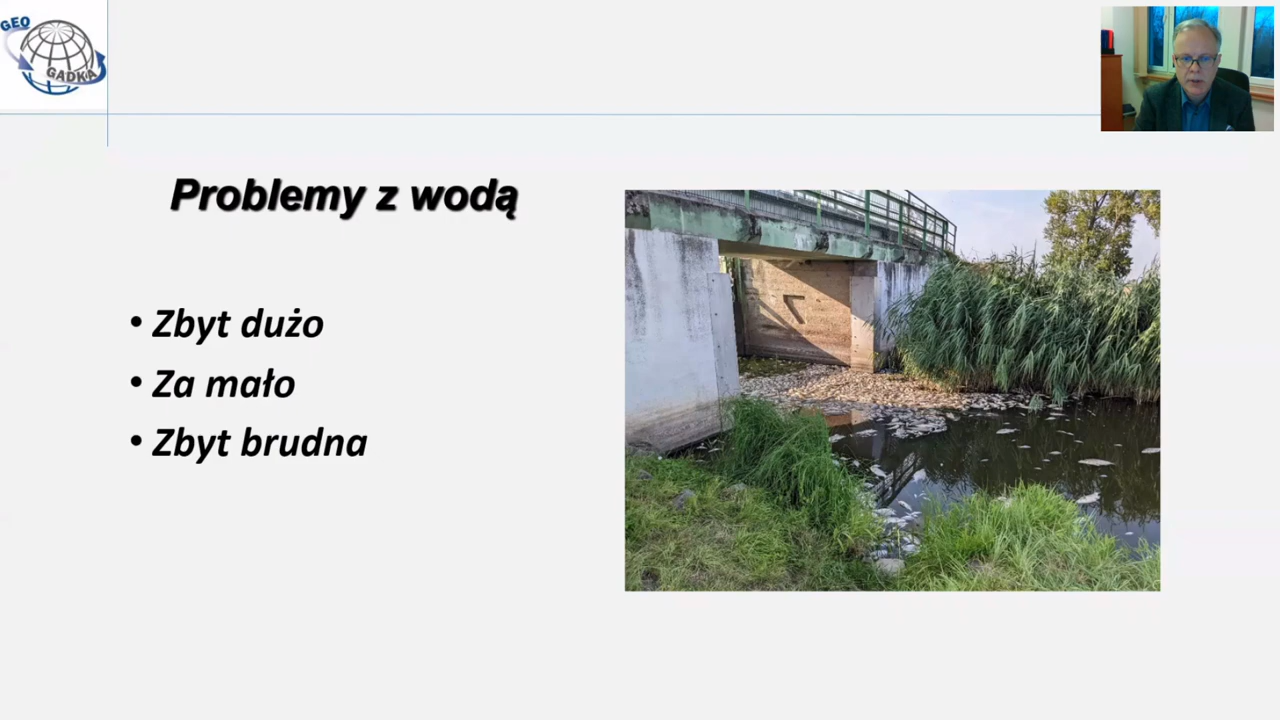 GEO
GADKA
Problemy z wodą
• Zbyt dużo
• Za mało
• Zbyt brudna